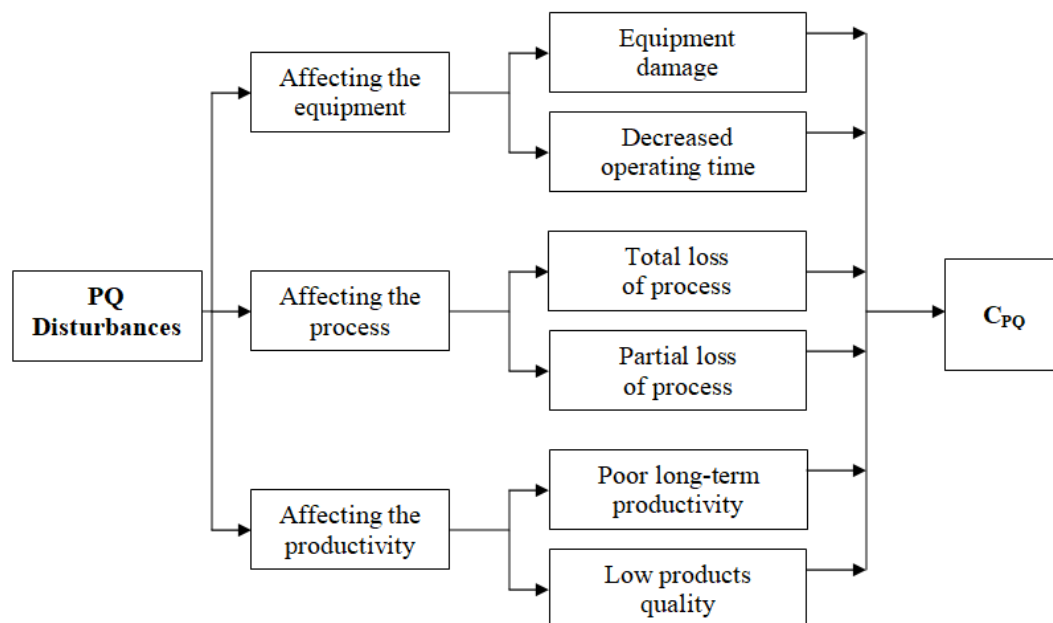 PQ
Disturbances
Affecting the
equipment
Equipment
damage
Decreased
operating time
Affecting the
process
Total loss
of process
Partial loss
of process
Affecting the
productivity
Poor long-term
productivity
Low products
quality
CPQ